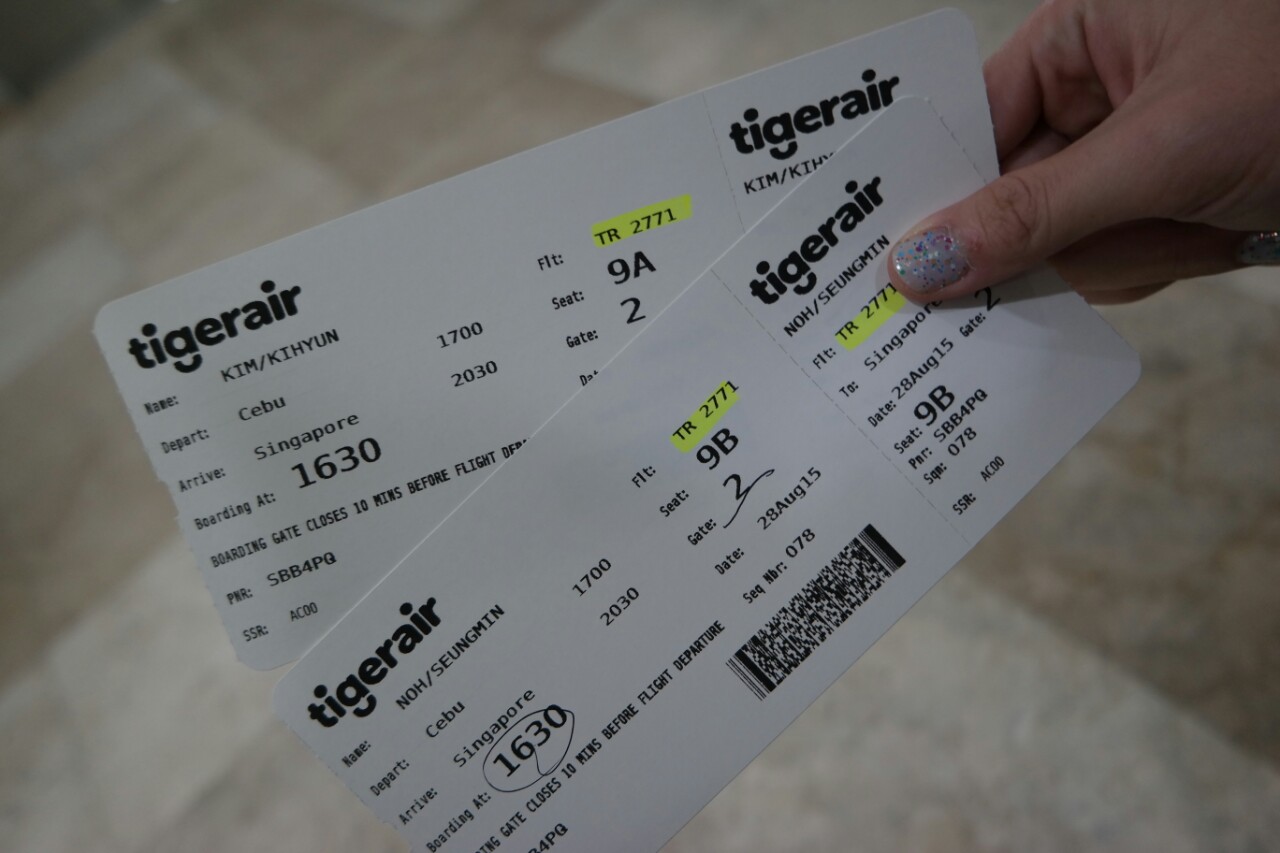 tigerair
Name: KIM/KIHYUN
Depart: Cebu 1700
Arrive: Singapore 2030
Boarding At: 1630
BOARDING GATE CLOSES 10 MINS BEFORE FLIGHT
PNR: SBB4PQ
SSR: AC00
Flt: TR 2771
Seat: 9A
Gate: 2
tigerair
tigerair
Name: NOH/SEUNGMIN
Depart: Cebu 1700
Arrive: Singapore 2030
Boarding At: 1630
GATE CLOSES 10 MINS BEFORE FLIGHT DEPARTURE
Flt: TR 2771
Seat: 9B
Gate: 2
Date: 28Aug15
Seq Nbr: 078
tigerair
NOH/SEUNGMIN
Flt: TR 2771
To: Singapore Gate: 2
Date: 28Aug15
Seat: 9B
Pnr: SBB4PQ
Sqn: 078
SSR: AC00